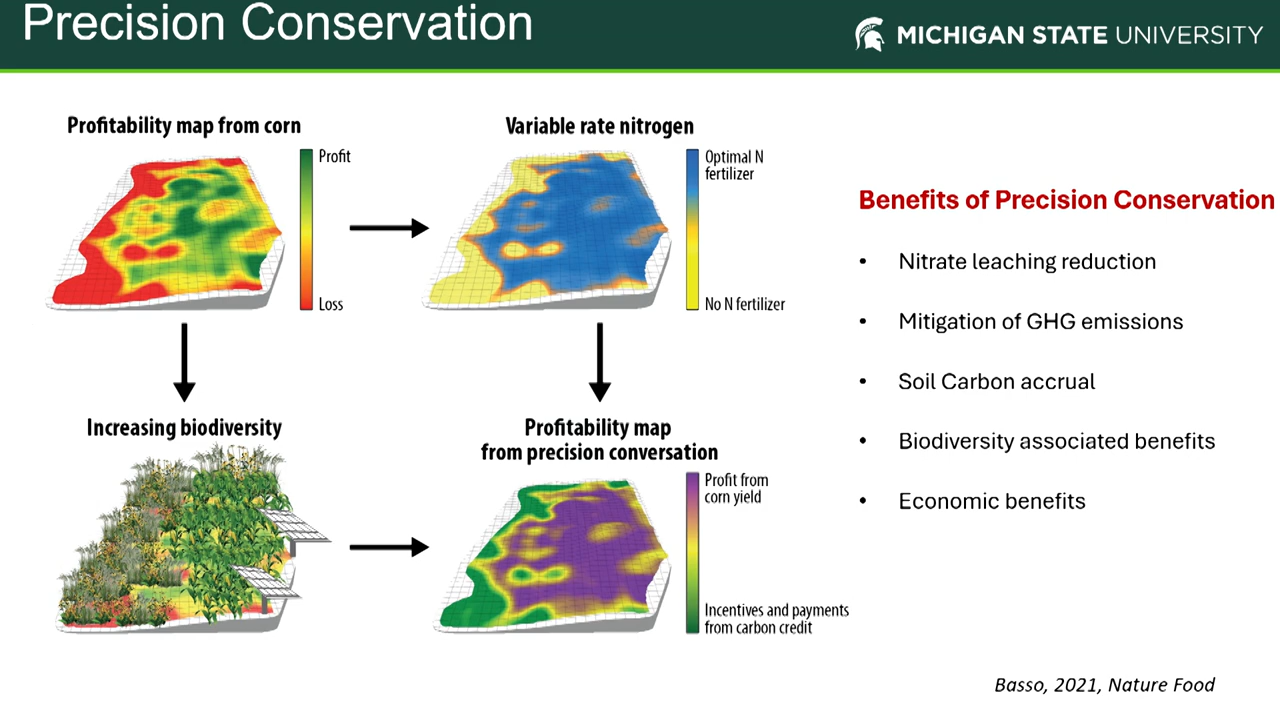 Precision Conservation
MICHIGAN STATE UNIVERSITY
Profitability map from corn
Profit
Loss
Variable rate nitrogen
Optimal N
fertilizer
No N fertilizer
Increasing biodiversity
Profitability map
from precision conversation
Profit from
corn yield
Incentives and payments
from carbon credit
Benefits of Precision Conservation
• Nitrate leaching reduction
• Mitigation of GHG emissions
• Soil Carbon accrual
• Biodiversity associated benefits
• Economic benefits
Basso, 2021, Nature Food